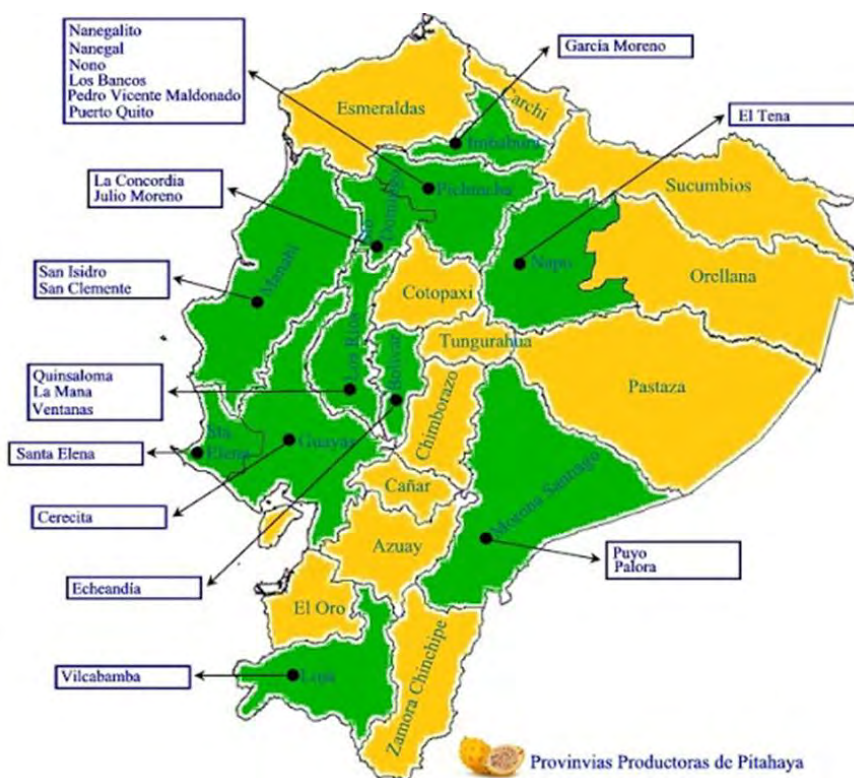 Nanegalito
Nanegal
Nono
Los Bancos
Pedro Vicente Maldonado
Puerto Quito
García Moreno
El Tena
La Concordia
Julio Moreno
San Isidro
San Clemente
Quinsaloma
La Mana
Ventanas
Santa Elena
Cerecita
Echeandía
Vilcabamba
Puyo
Palora
Esmeraldas
Carchi
Imbabura
Sucumbios
Pichincha
Sto
Domingo
Manabi
Napo
Orellana
Cotopaxi
Los Rios
Bolivar
Tungurahua
Pastaza
Chimborazo
Sta.
Elena
Guayas
Cañar
Morona Santiago
Azuay
El Oro
Loja
Zamora Chinchipe
Provinvias Productoras de Pitahaya